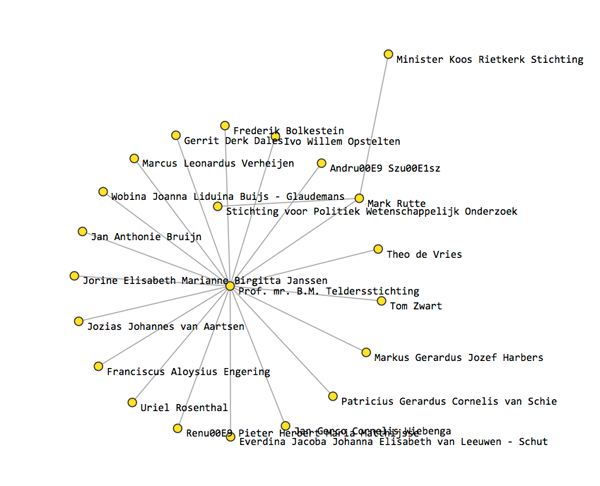 Minister Koos Rietkerk Stichting
Frederik Bolkestein
Gerrit Derk Dales
Ivo Willem Opstelten
Marcus Leonardus Verheijen
Andru00E9 Szu00E1sz
Wobina Joanna Liduina Buijs - Glaudemans
Mark Rutte
Stichting voor Politiek Wetenschappelijk Onderzoek
Jan Anthonie Bruijn
Theo de Vries
Jorine Elisabeth Marianne Birgitta Janssen
Prof. mr. B.M. Teldersstichting
Tom Zwart
Jozias Johannes van Aartsen
Markus Gerardus Jozef Harbers
Franciscus Aloysius Engering
Patricius Gerardus Cornelis van Schie
Uriel Rosenthal
Jan Cornelis Wiebenga
Renu00E9 Pieter Herbert Maria
Everdina Jacoba Johanna Elisabeth van Leeuwen - Schut